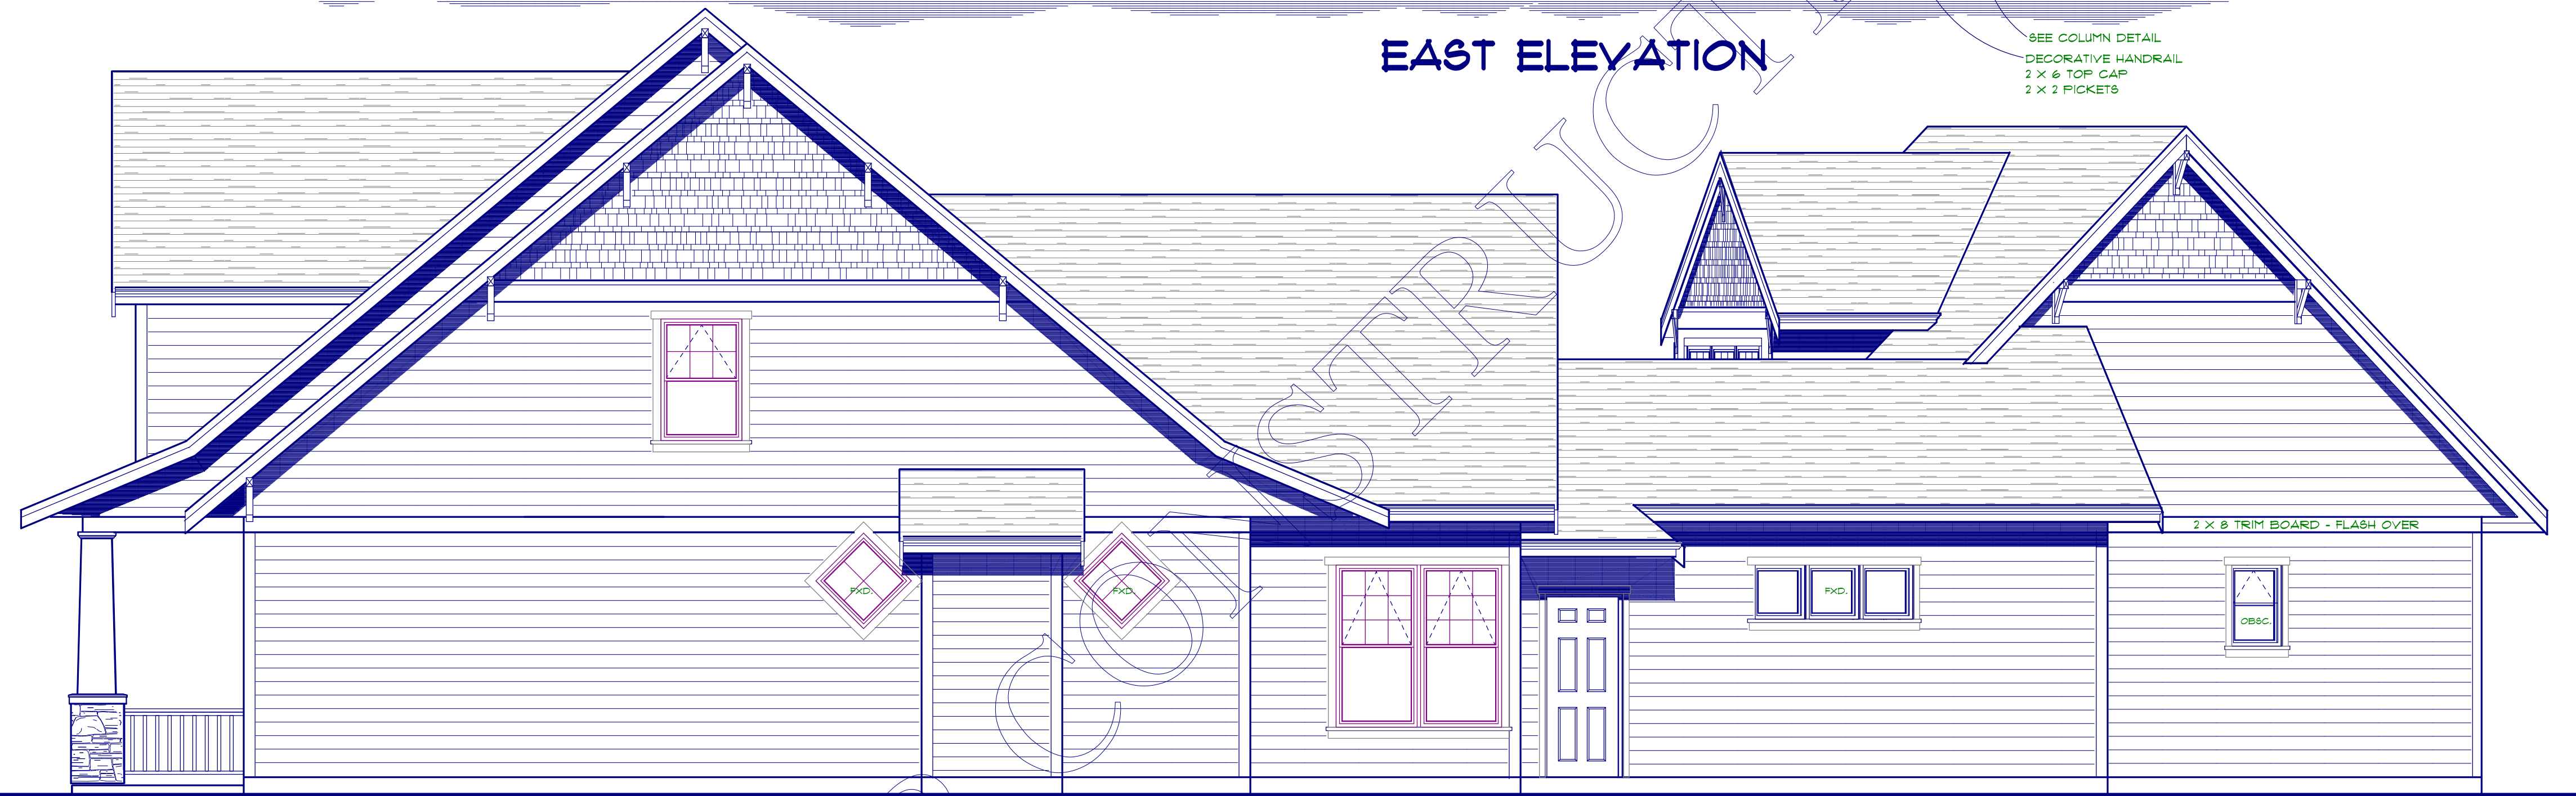 EAST ELEVATION
SEE COLUMN DETAIL
DECORATIVE HANDRAIL
2 X 6 TOP CAP
2 X 2 PICKETS
2 X 8 TRIM BOARD - FLASH OVER
FXD.
FXD.
FXD.
OBSC.
CONSTRUCT